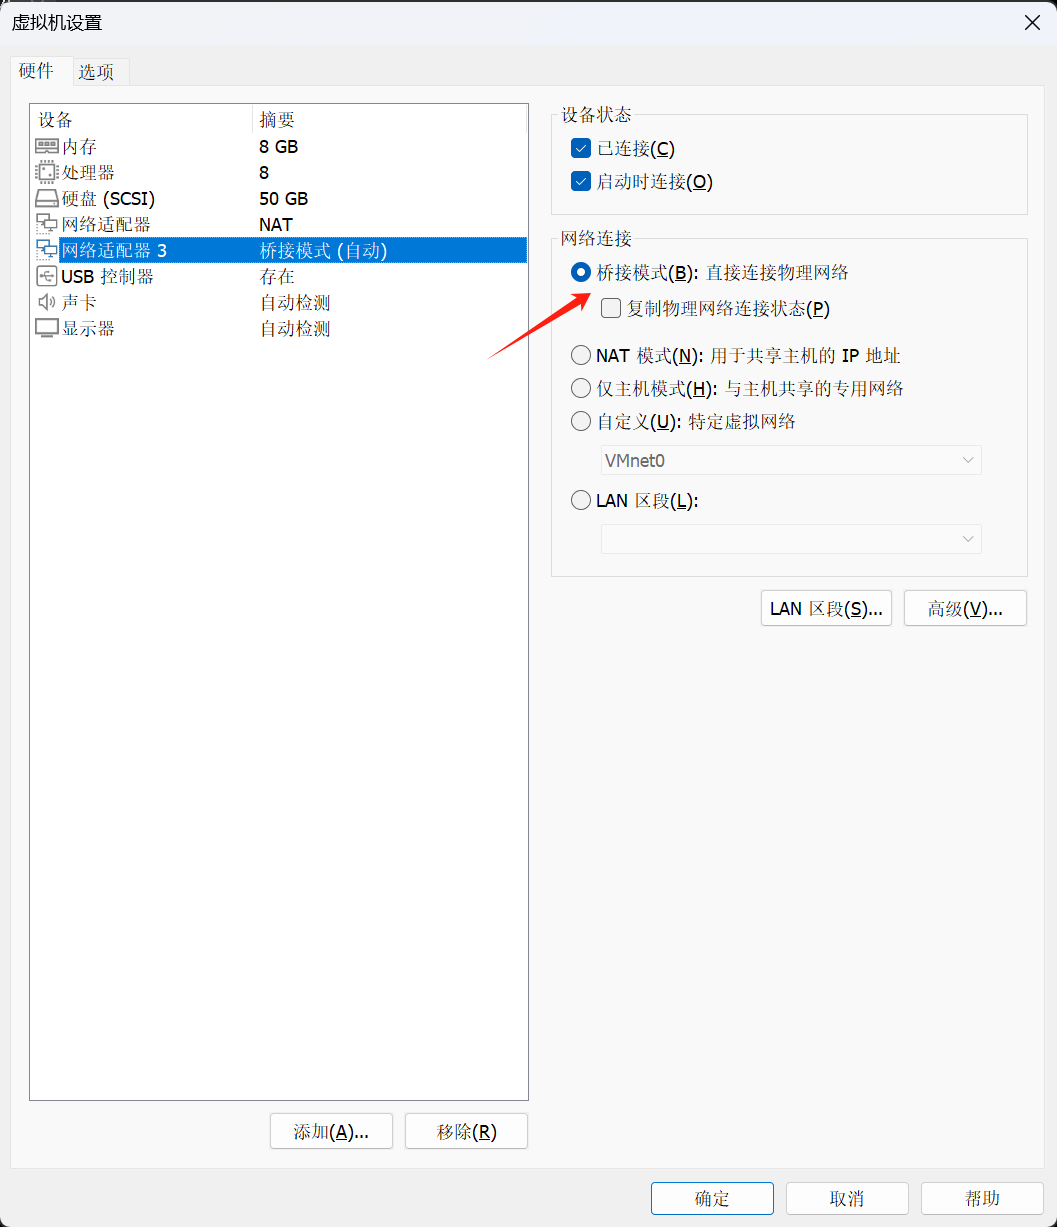 虚拟机设置
硬件 选项
设备 摘要
内存 8 GB
处理器 8
硬盘 (SCSI) 50 GB
网络适配器 NAT
网络适配器 3 桥接模式 (自动)
USB 控制器 存在
声卡 自动检测
显示器 自动检测
添加(A)... 移除(R)
设备状态
已连接(C)
启动时连接(O)
网络连接
桥接模式(B): 直接连接物理网络
复制物理网络连接状态(P)
NAT 模式(N): 用于共享主机的 IP 地址
仅主机模式(H): 与主机共享的专用网络
自定义(U): 特定虚拟网络
VMnet0
LAN 区段(L):
LAN 区段(S)... 高级(V)...
确定 取消 帮助